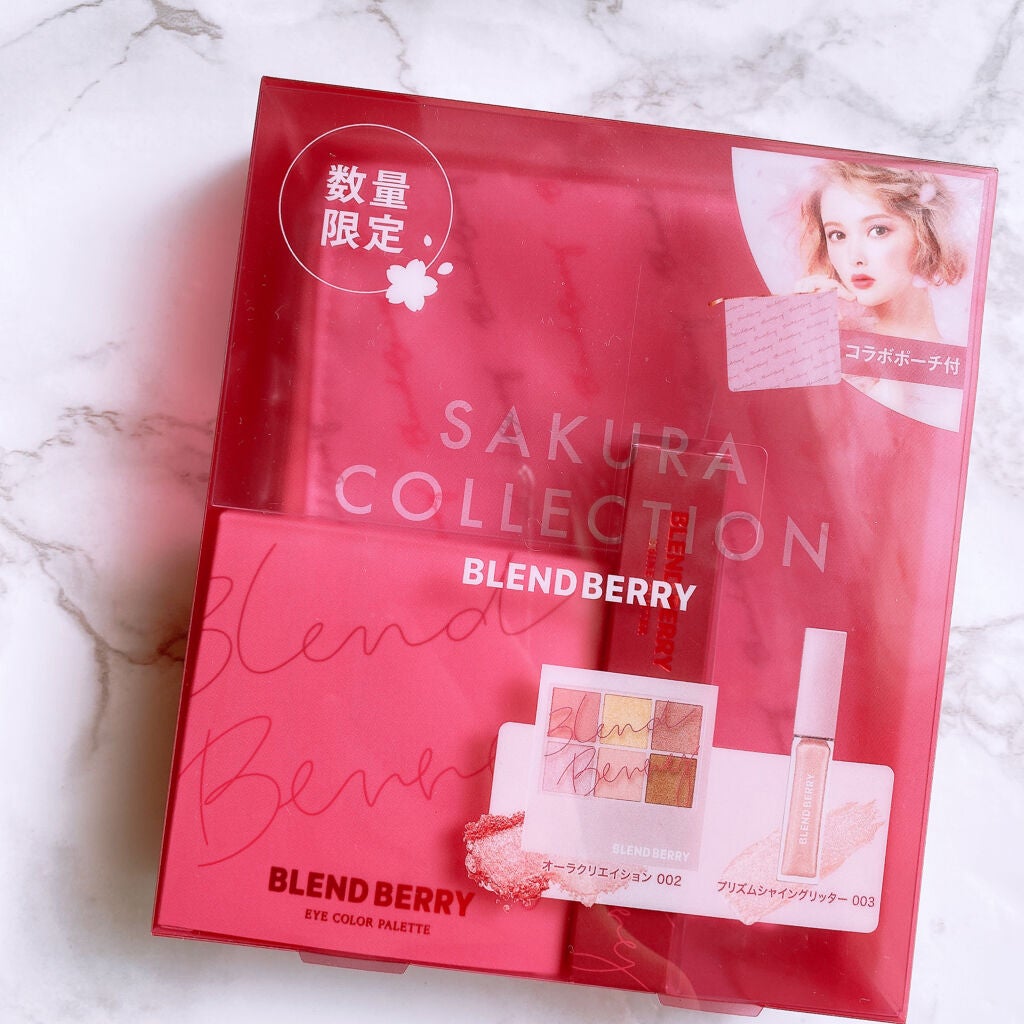 数量
限定
コラボポーチ付
SAKURA
COLLECTION
BLEND BERRY
BLEND BERRY
Blend
Berry
Blend
Berry
BLEND BERRY
BLEND BERRY
オーラクリエイション 002
プリズムシャイングリッター 003
BLEND BERRY
EYE COLOR PALETTE